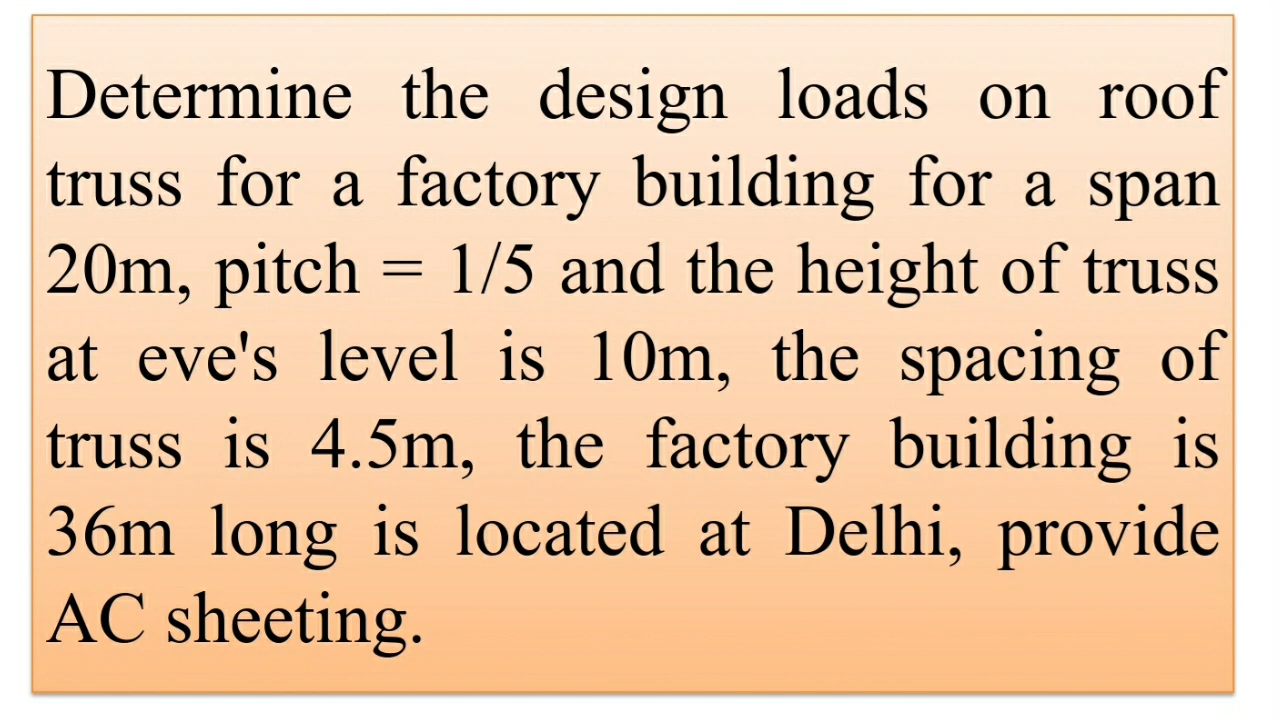 Determine the design loads on roof
truss for a factory building for a span
20m, pitch = 1/5 and the height of truss
at eve's level is 10m, the spacing of
truss is 4.5m, the factory building is
36m long is located at Delhi, provide
AC sheeting.